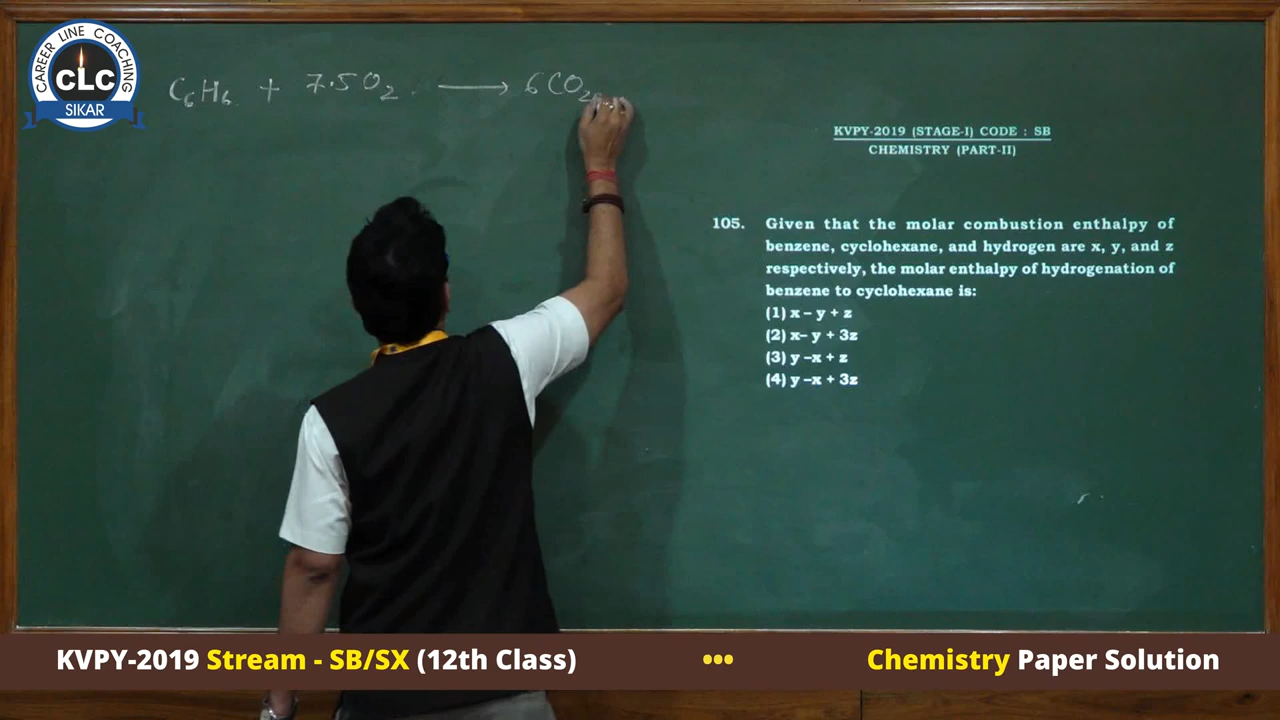 CAREER LINE COACHING
CLC
SIKAR
C₆H₆ + 7.5O₂ ⟶ 6CO₂
KVPY-2019 (STAGE-I) CODE : SB
CHEMISTRY (PART-II)
105. Given that the molar combustion enthalpy of
benzene, cyclohexane, and hydrogen are x, y, and z
respectively, the molar enthalpy of hydrogenation of
benzene to cyclohexane is:
(1) x – y + z
(2) x– y + 3z
(3) y –x + z
(4) y –x + 3z
KVPY-2019 Stream - SB/SX (12th Class) ••• Chemistry Paper Solution